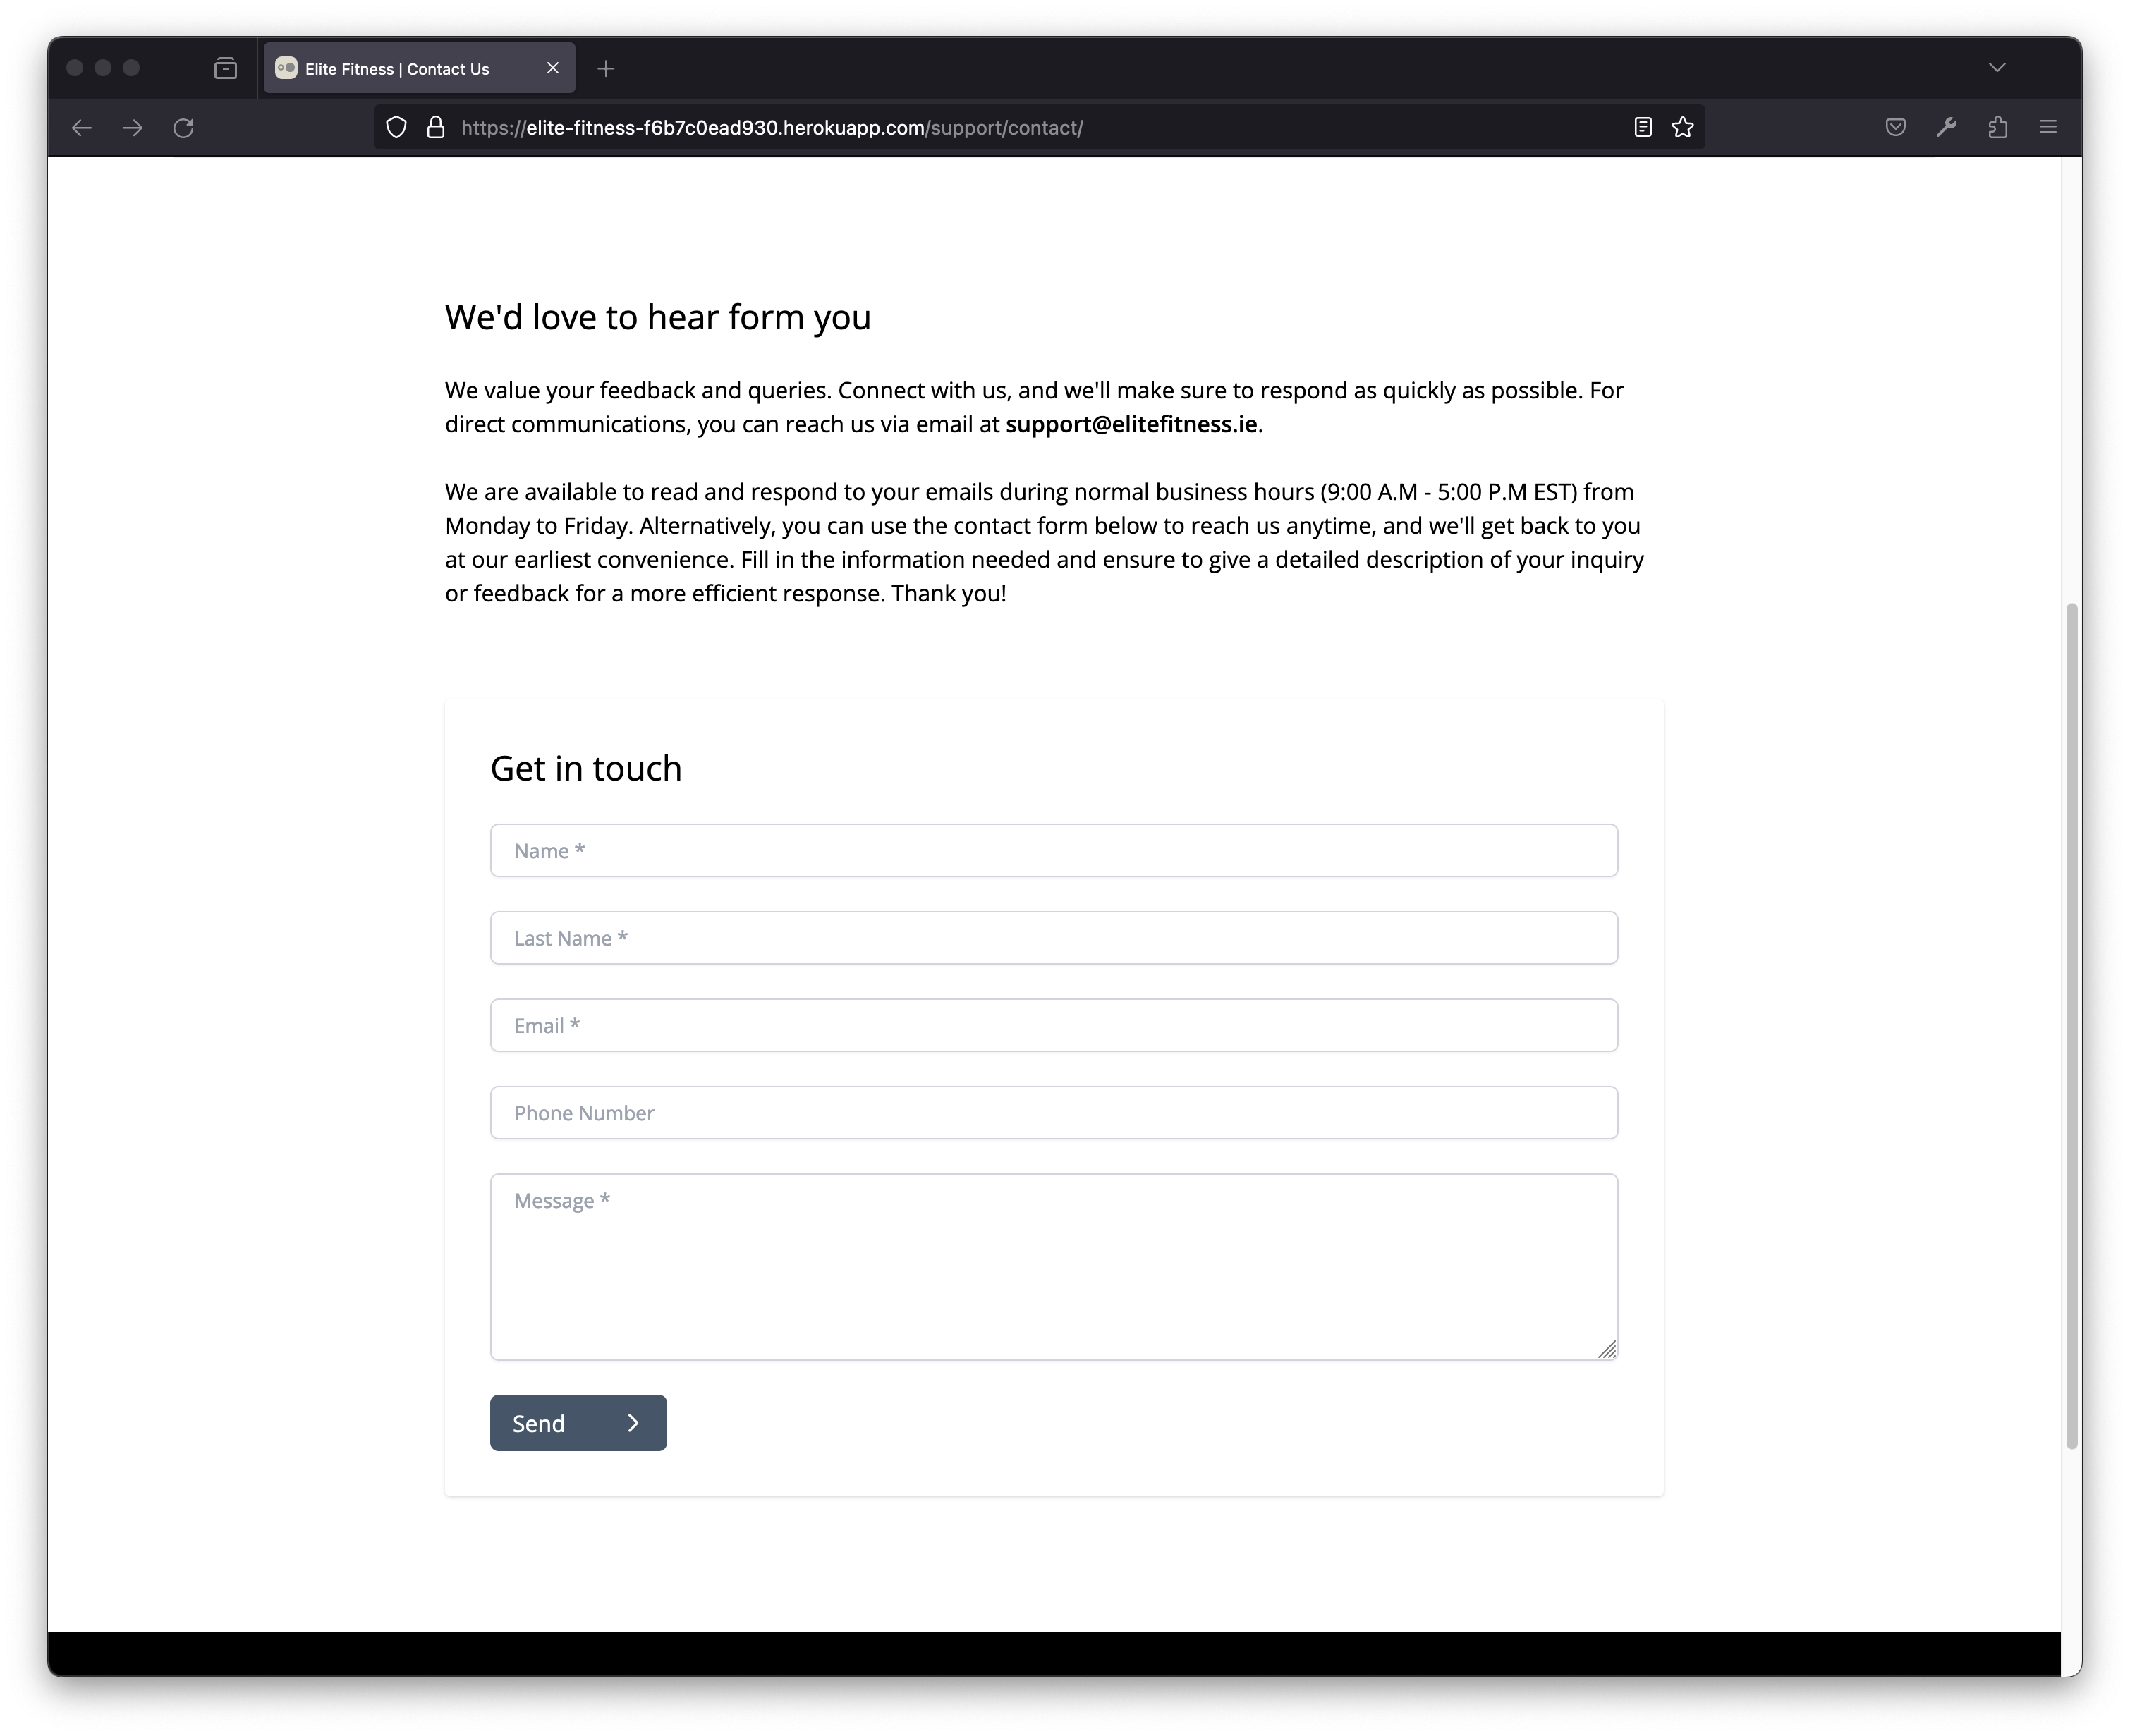 Elite Fitness | Contact Us
https://elite-fitness-f6b7c0ead930.herokuapp.com/support/contact/
We'd love to hear form you
We value your feedback and queries. Connect with us, and we'll make sure to respond as quickly as possible. For
direct communications, you can reach us via email at support@elitefitness.ie.
We are available to read and respond to your emails during normal business hours (9:00 A.M - 5:00 P.M EST) from
Monday to Friday. Alternatively, you can use the contact form below to reach us anytime, and we'll get back to you
at our earliest convenience. Fill in the information needed and ensure to give a detailed description of your inquiry
or feedback for a more efficient response. Thank you!
Get in touch
Name *
Last Name *
Email *
Phone Number
Message *
Send